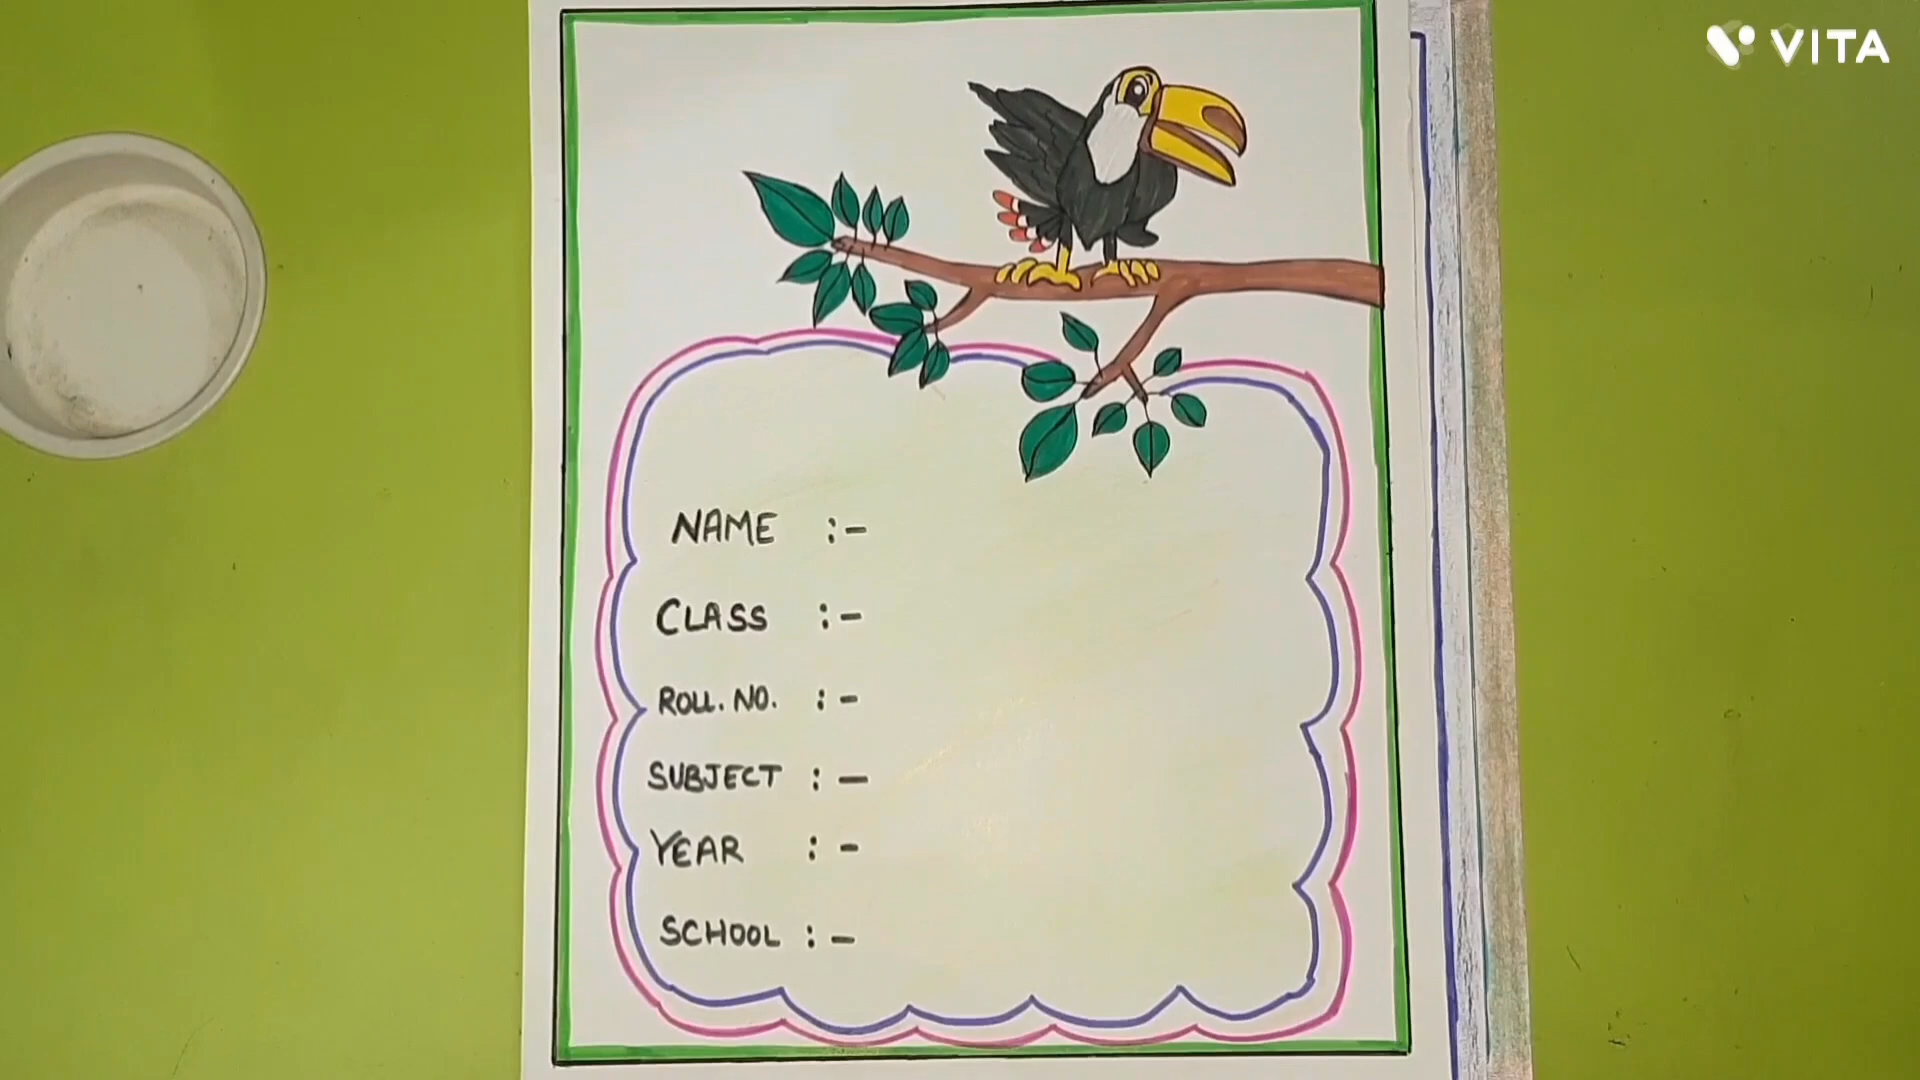 VITA
NAME :-
CLASS :-
ROLL. NO. :-
SUBJECT :-
YEAR :-
SCHOOL :-